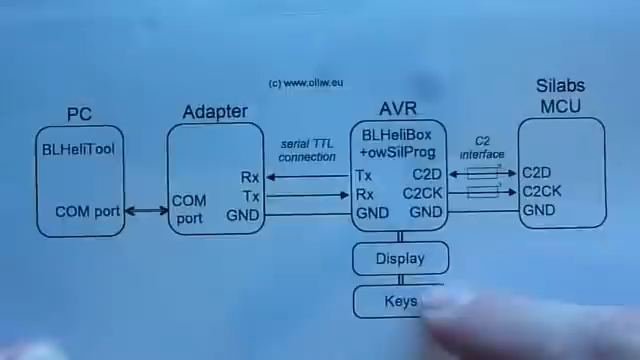 (c) www.olliw.eu
PC
Adapter
AVR
Silabs
MCU
BLHeliTool
COM port
Rx
Tx
GND
COM
port
serial TTL
connection
BLHeliBox
+owSilProg
Tx
Rx
GND
C2D
C2CK
GND
C2
interface
C2D
C2CK
GND
Display
Keys